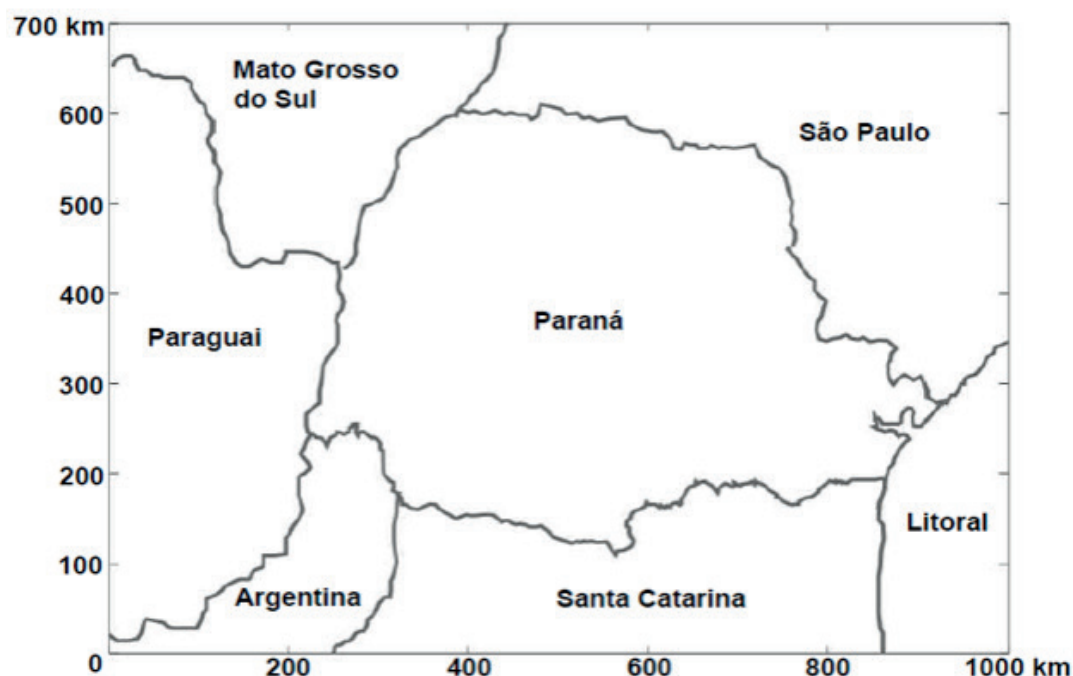 700 km
Mato Grosso
do Sul
600
São Paulo
500
400
Paraguai
Paraná
300
200
Litoral
100
Argentina
Santa Catarina
0
200
400
600
800
1000 km